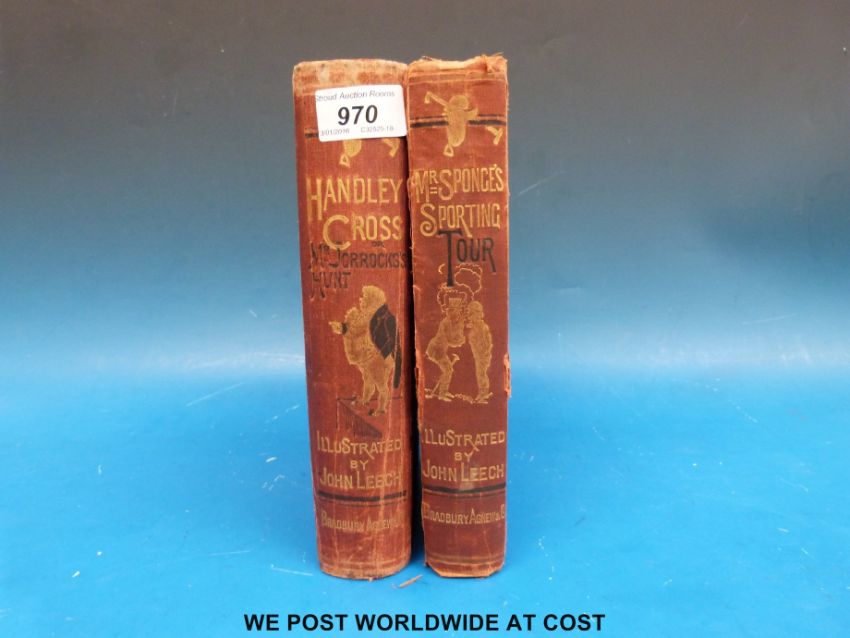 Stroud Auction Rooms
970
HANDLEY
CROSS
OR
MR JORROCKS'S
HUNT
ILLUSTRATED
BY
JOHN LEECH
BRADBURY AGNEW &
MR SPONGE'S
SPORTING
TOUR
ILLUSTRATED
BY
JOHN LEECH
BRADBURY AGNEW & Co
WE POST WORLDWIDE AT COST